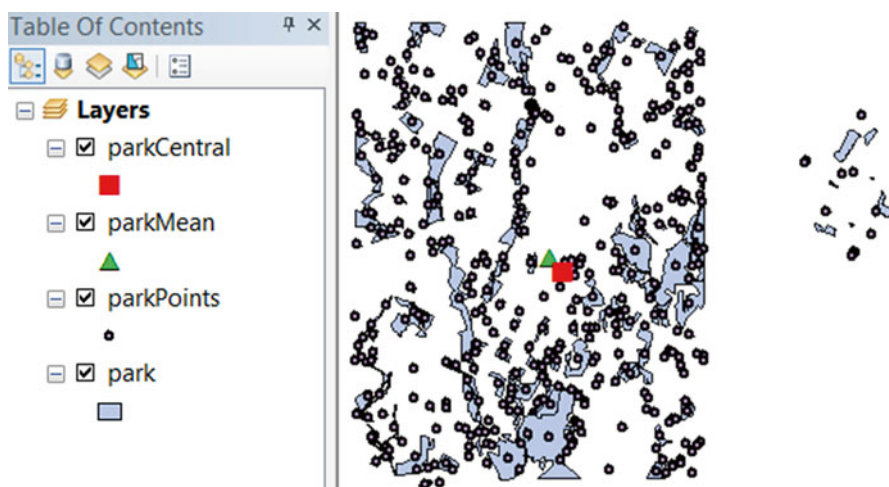 Table Of Contents
Layers
parkCentral
parkMean
parkPoints
park